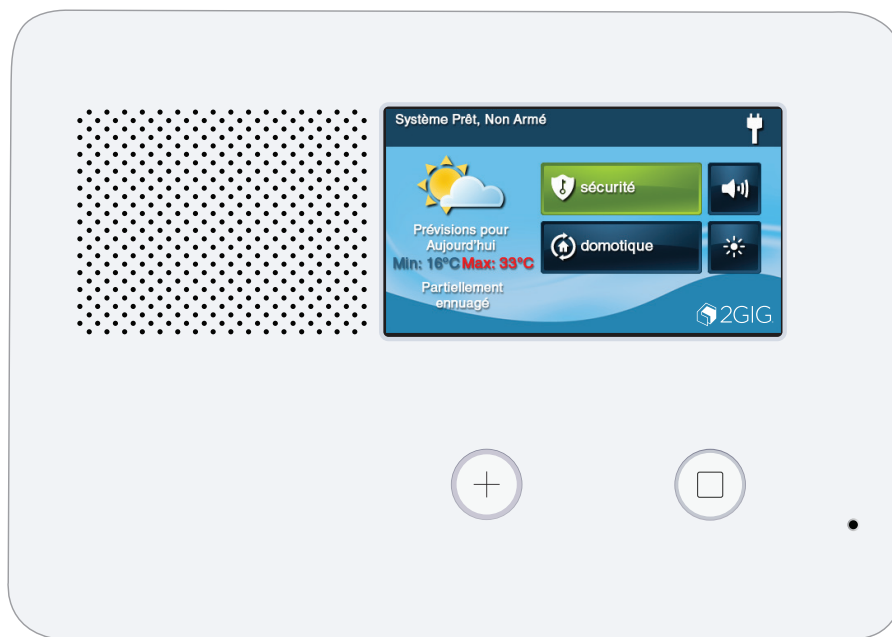 Système Prêt, Non Armé
sécurité
Prévisions pour
Aujourd'hui
domotique
Min: 16°C Max: 33°C
Partiellement
ennuagé
2GIG